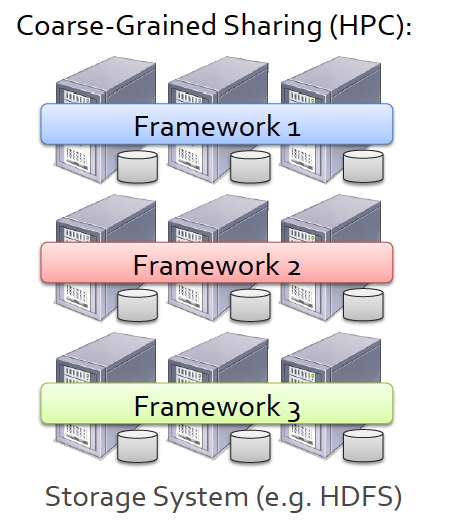 Coarse-Grained Sharing (HPC):
Framework 1
Framework 2
Framework 3
Storage System (e.g. HDFS)